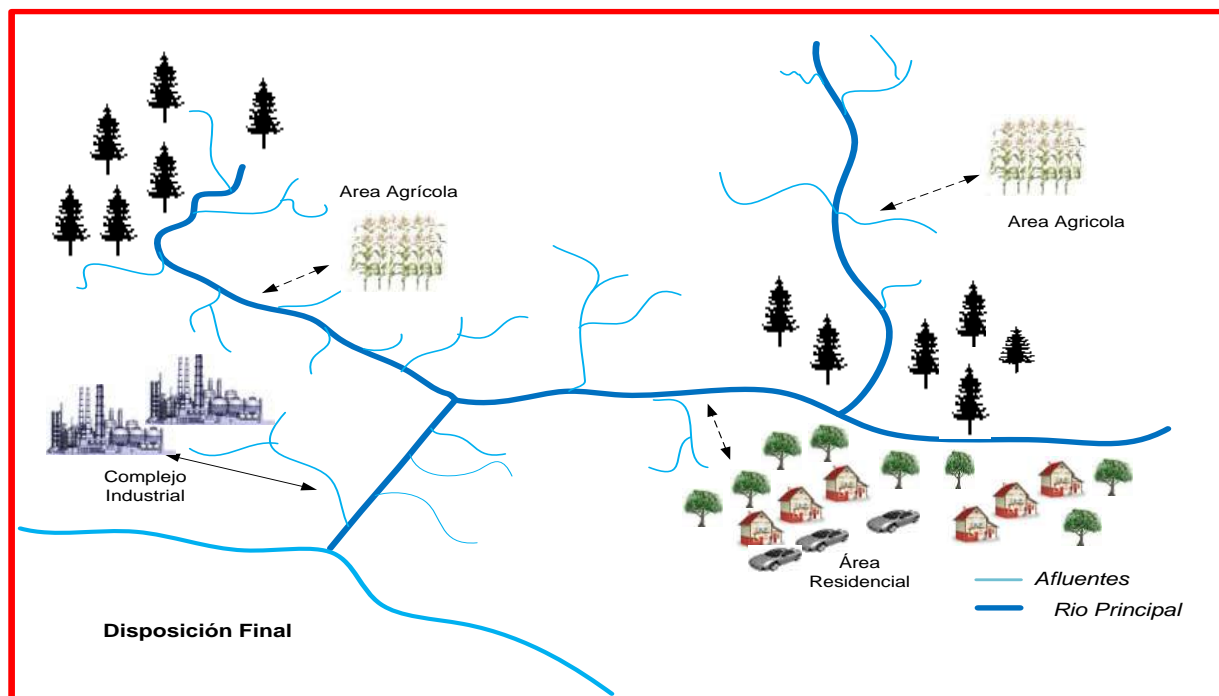 Area Agrícola
Area Agricola
Complejo
Industrial
Área
Residencial
Afluentes
Rio Principal
Disposición Final